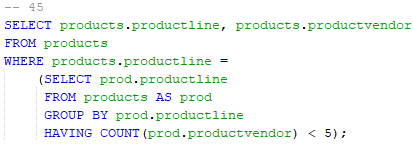 -- 45
SELECT products.productline, products.productvendor
FROM products
WHERE products.productline =
(SELECT prod.productline
FROM products AS prod
GROUP BY prod.productline
HAVING COUNT(prod.productvendor) < 5);